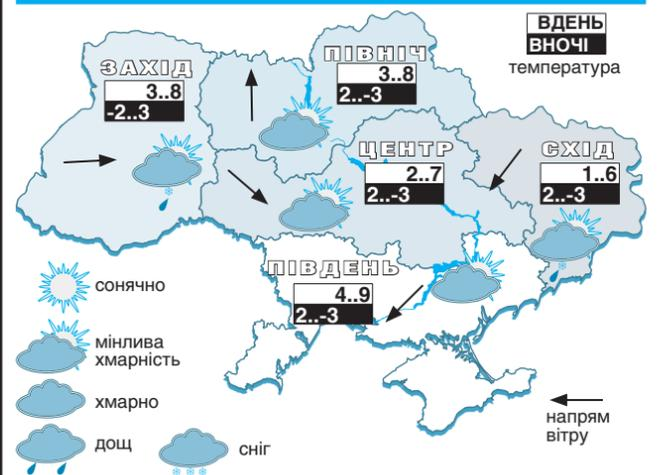 ВДЕНЬ
ВНОЧІ
температура
ПІВНІЧ
3..8
2..-3
ЗАХІД
3..8
-2..3
ЦЕНТР
2..7
2..-3
СХІД
1..6
2..-3
ПІВДЕНЬ
4..9
2..-3
сонячно
мінлива
хмарність
хмарно
дощ
сніг
напрям
вітру